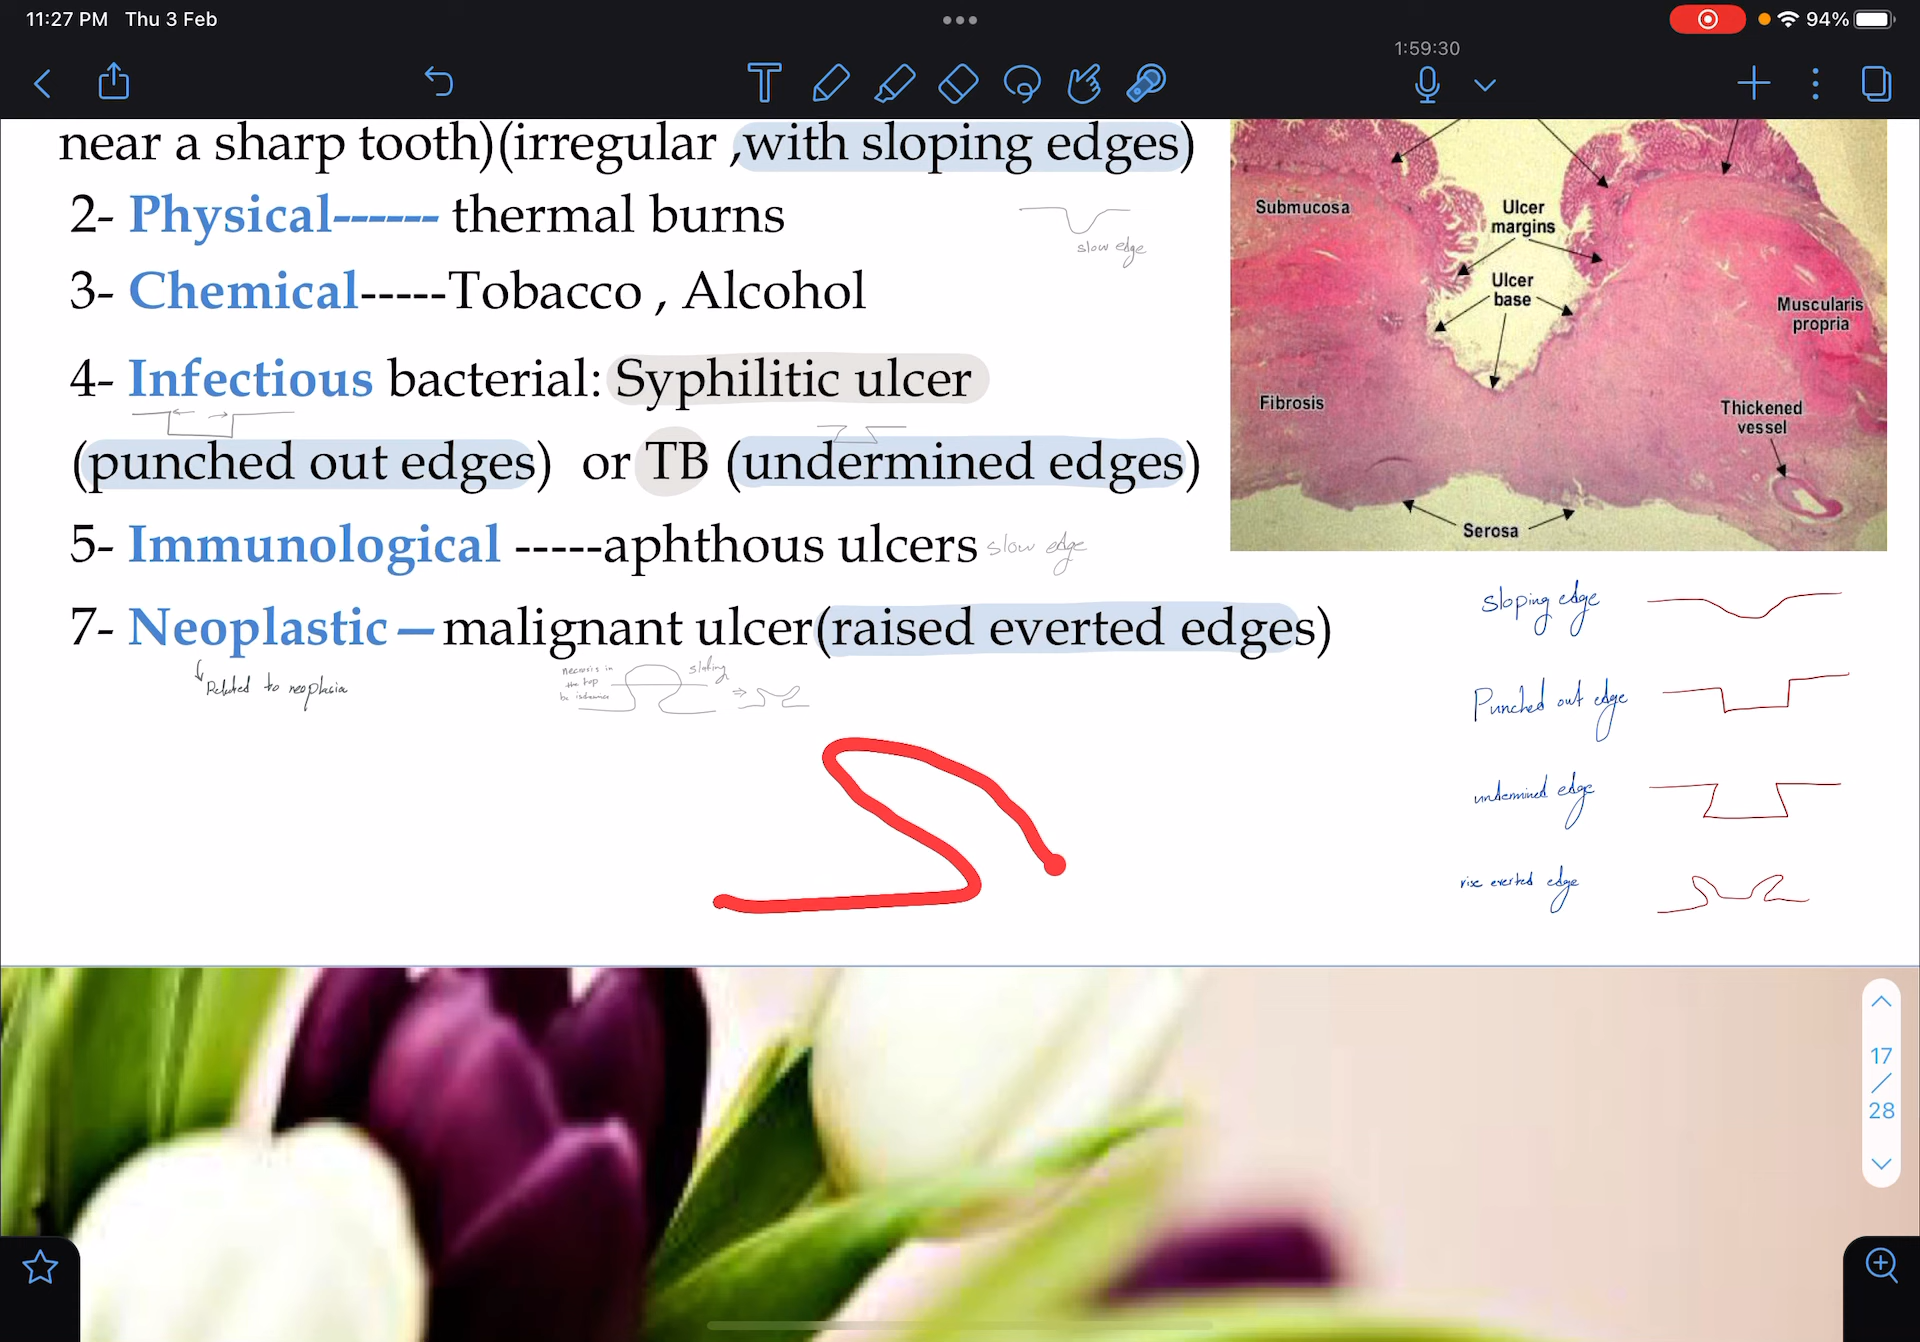 11:27 PM Thu 3 Feb
94%
1:59:30
near a sharp tooth)(irregular ,with sloping edges)
2- Physical------ thermal burns
slow edge
3- Chemical-----Tobacco , Alcohol
4- Infectious bacterial: Syphilitic ulcer
(punched out edges) or TB (undermined edges)
5- Immunological -----aphthous ulcers slow edge
7- Neoplastic—malignant ulcer(raised everted edges)
Related to neoplasia
necrosis in
the top
Submucosa
Ulcer
margins
Ulcer
base
Muscularis
propria
Fibrosis
Thickened
vessel
Serosa
sloping edge
Punched out edge
undermined edge
rise everted edge
17
/
28